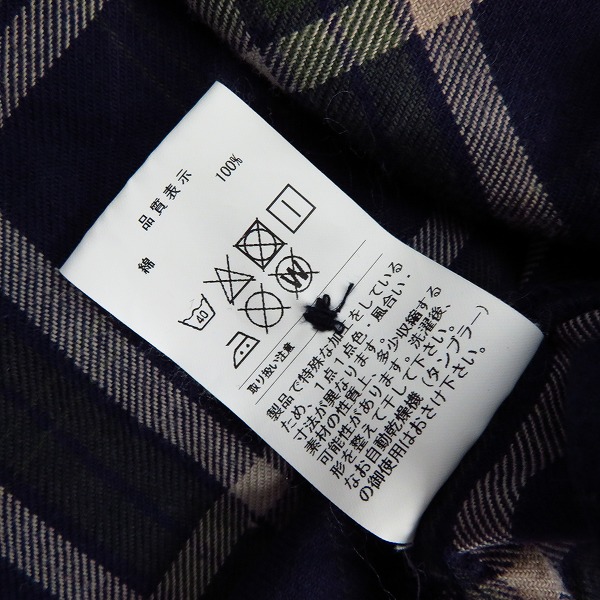 品質表示
綿 100%
40
W
取り扱い注意
製品で特殊な加工をしている
ため、1点1点色・風合い・
寸法が異なります。
素材の性質上、多少収縮する
可能性があります。洗濯後、
形を整えて干して下さい。
なお自動乾燥機(タンブラー)
の御使用はおさけ下さい。